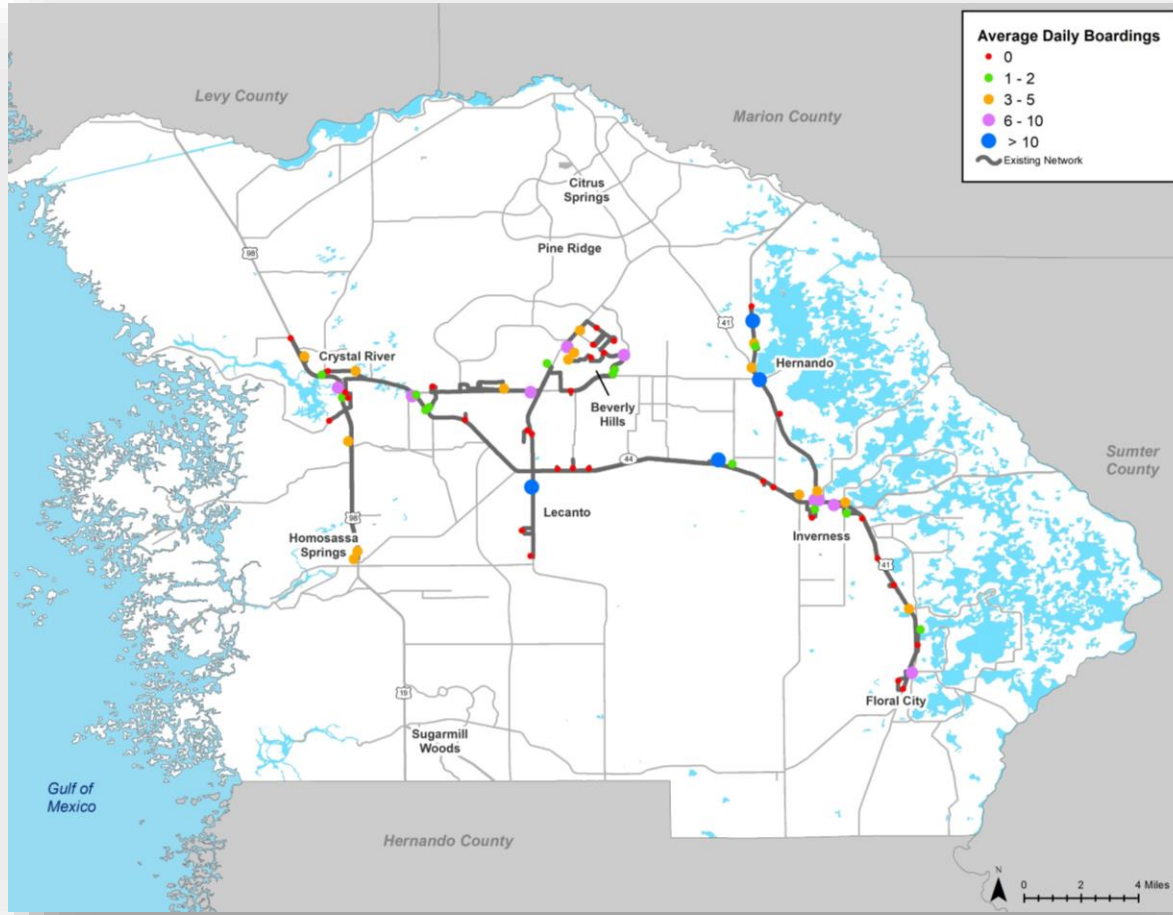 Average Daily Boardings
0
1 - 2
3 - 5
6 - 10
> 10
Existing Network
Levy County
Marion County
Citrus
Springs
Pine Ridge
98
41
Crystal River
Hernando
Beverly
Hills
44
Sumter
County
Lecanto
98
Homosassa
Springs
Inverness
41
Floral City
19
Sugarmill
Woods
Gulf of
Mexico
Hernando County
N
0 2 4 Miles